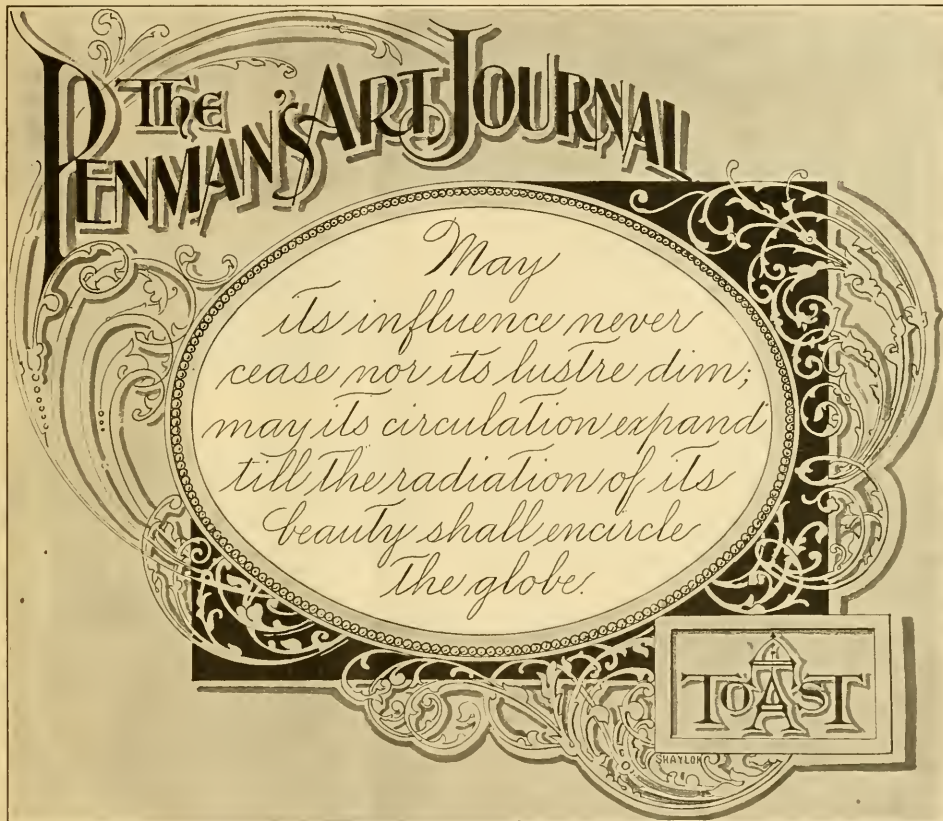 The
Penman's Art Journal
May
its influence never
cease nor its lustre dim;
may its circulation expand
till the radiation of its
beauty shall encircle
the globe.
A
Toast
Shaylor